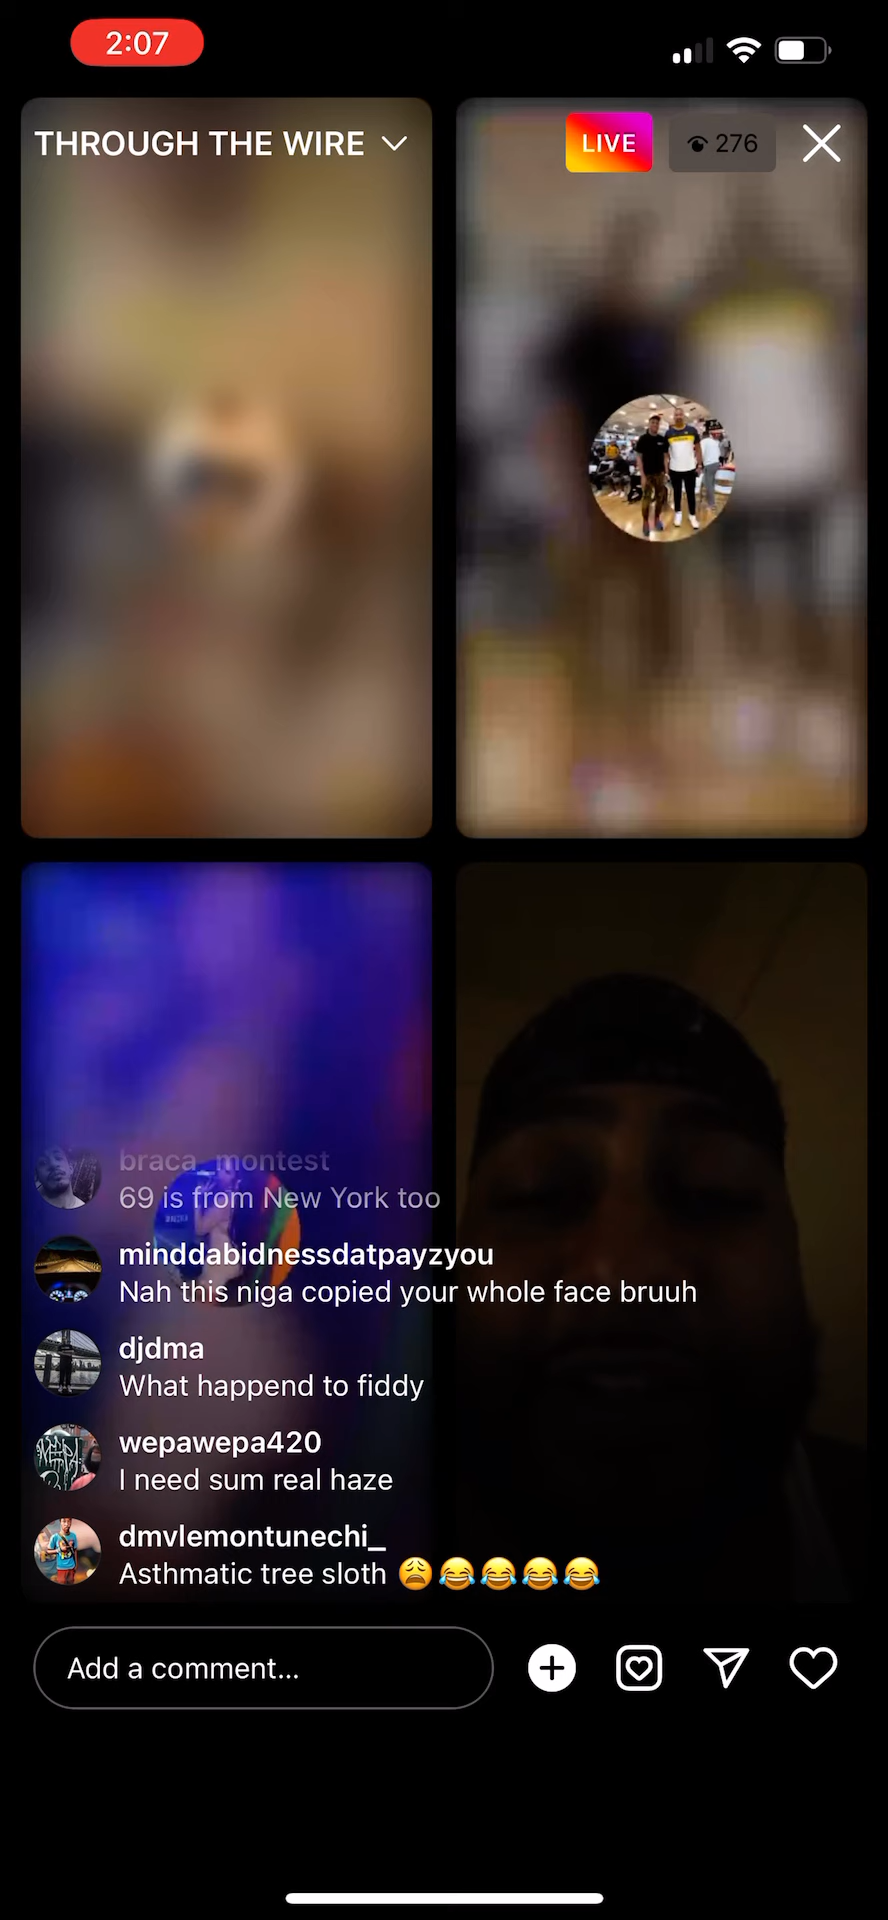 2:07
THROUGH THE WIRE
LIVE
276
braca_montest
69 is from New York too
minddabidnessdatpayzyou
Nah this niga copied your whole face bruuh
djdma
What happend to fiddy
wepawepa420
I need sum real haze
dmvlemontunechi_
Asthmatic tree sloth 😩😂😂😂😂
Add a comment...